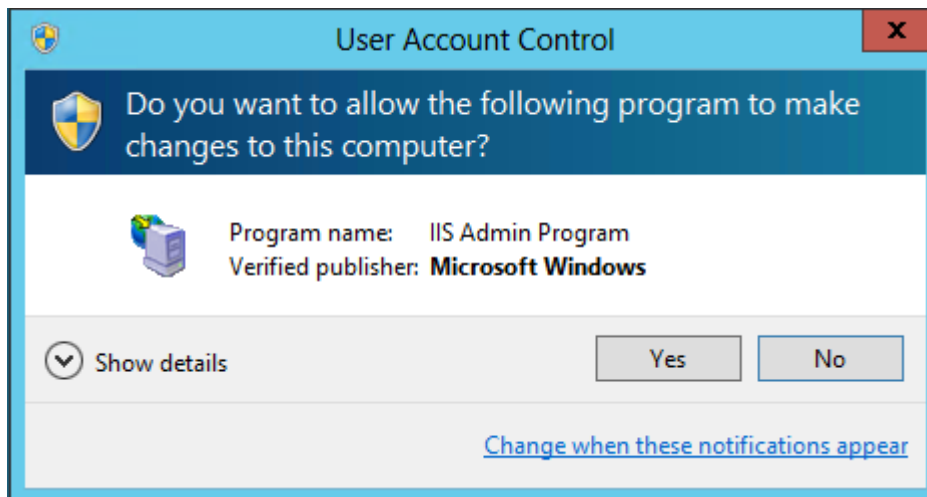 User Account Control
x
Do you want to allow the following program to make
changes to this computer?
Program name: IIS Admin Program
Verified publisher: Microsoft Windows
Show details
Yes
No
Change when these notifications appear